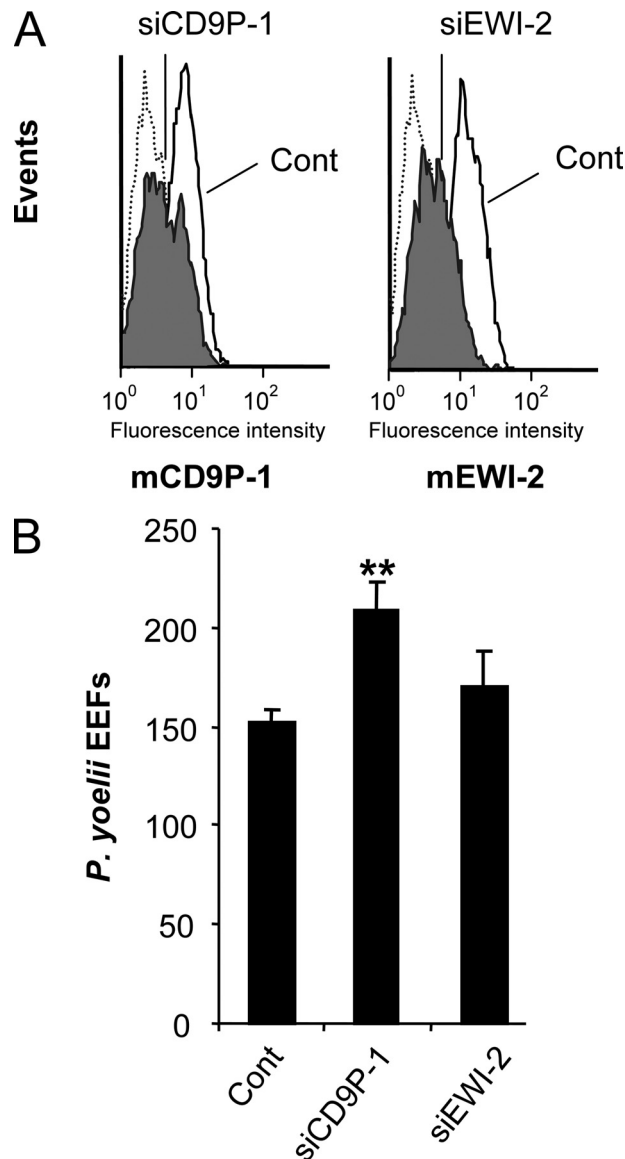 A
siCD9P-1 siEWI-2
Events
Cont Cont
10⁰ 10¹ 10² 10⁰ 10¹ 10²
Fluorescence intensity Fluorescence intensity
mCD9P-1 mEWI-2
B
P. yoelii EEFs
250
200
150
100
50
0
**
Cont siCD9P-1 siEWI-2